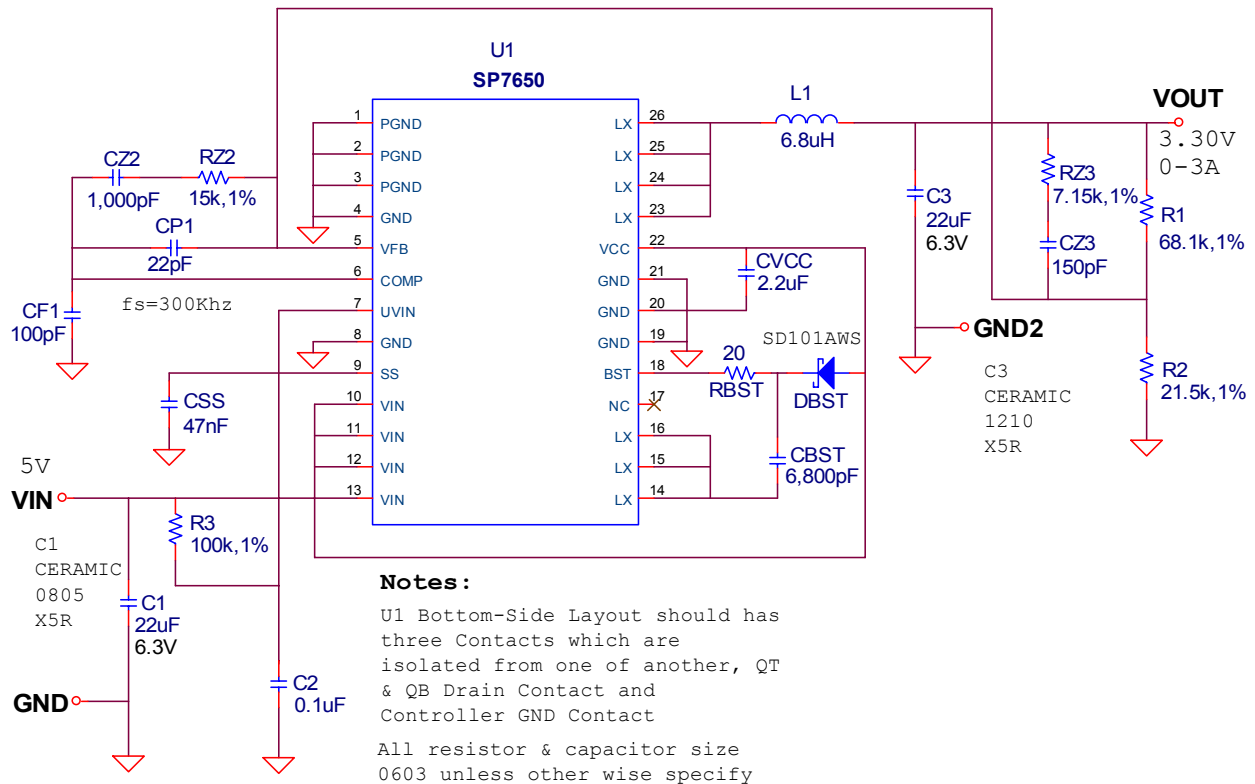 U1
SP7650
1 PGND
2 PGND
3 PGND
4 GND
5 VFB
6 COMP
7 UVIN
8 GND
9 SS
10 VIN
11 VIN
12 VIN
13 VIN
LX 26
LX 25
LX 24
LX 23
VCC 22
GND 21
GND 20
GND 19
BST 18
NC 17
LX 16
LX 15
LX 14
CZ2
1,000pF
RZ2
15k,1%
CP1
22pF
CF1
100pF
fs=300Khz
CSS
47nF
5V
VIN
R3
100k,1%
C1
CERAMIC
0805
X5R
C1
22uF
6.3V
GND
C2
0.1uF
L1
6.8uH
VOUT
3.30V
0-3A
C3
22uF
6.3V
RZ3
7.15k,1%
CZ3
150pF
R1
68.1k,1%
CVCC
2.2uF
GND2
SD101AWS
20
RBST
DBST
CBST
6,800pF
C3
CERAMIC
1210
X5R
R2
21.5k,1%
Notes:
U1 Bottom-Side Layout should has
three Contacts which are
isolated from one of another, QT
& QB Drain Contact and
Controller GND Contact
All resistor & capacitor size
0603 unless other wise specify